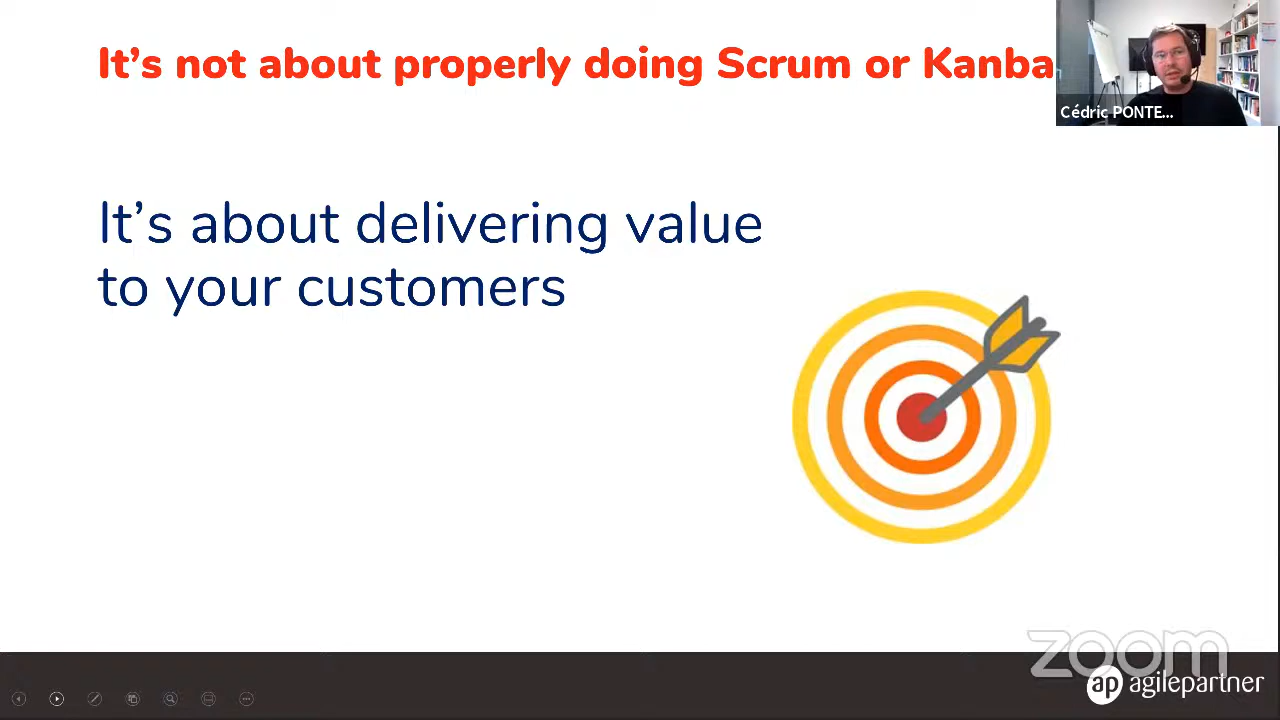 It’s not about properly doing Scrum or Kanba
Cédric PONTE...
It’s about delivering value
to your customers
zoom
ap agilepartner